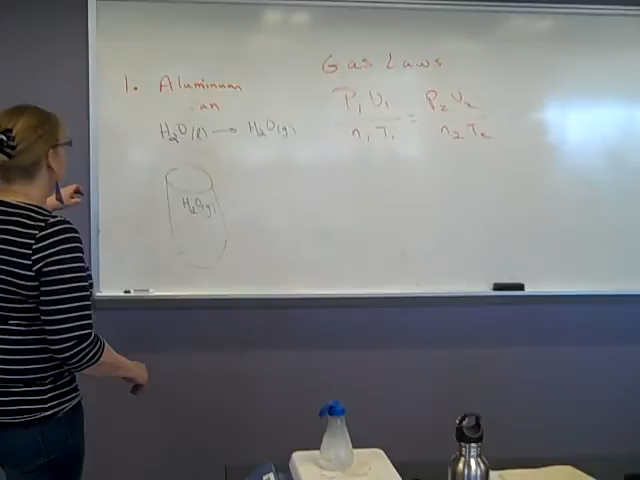 Gas Laws
1. Aluminum
can
P₁V₁/n₁T₁ = P₂V₂/n₂T₂
H₂O(l) → H₂O(g)
H₂O(g)